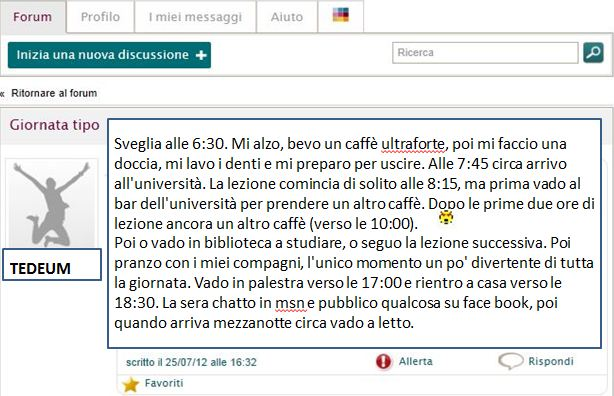 Forum Profilo I miei messaggi Aiuto
Inizia una nuova discussione +
Ricerca
« Ritornare al forum
Giornata tipo
Sveglia alle 6:30. Mi alzo, bevo un caffè ultraforte, poi mi faccio una
doccia, mi lavo i denti e mi preparo per uscire. Alle 7:45 circa arrivo
all'università. La lezione comincia di solito alle 8:15, ma prima vado al
bar dell'università per prendere un altro caffè. Dopo le prime due ore di
lezione ancora un altro caffè (verso le 10:00).
Poi o vado in biblioteca a studiare, o seguo la lezione successiva. Poi
pranzo con i miei compagni, l'unico momento un po' divertente di tutta
la giornata. Vado in palestra verso le 17:00 e rientro a casa verso le
18:30. La sera chatto in msn e pubblico qualcosa su face book, poi
quando arriva mezzanotte circa vado a letto.
TEDEUM
scritto il 25/07/12 alle 16:32 Allerta Rispondi
Favoriti